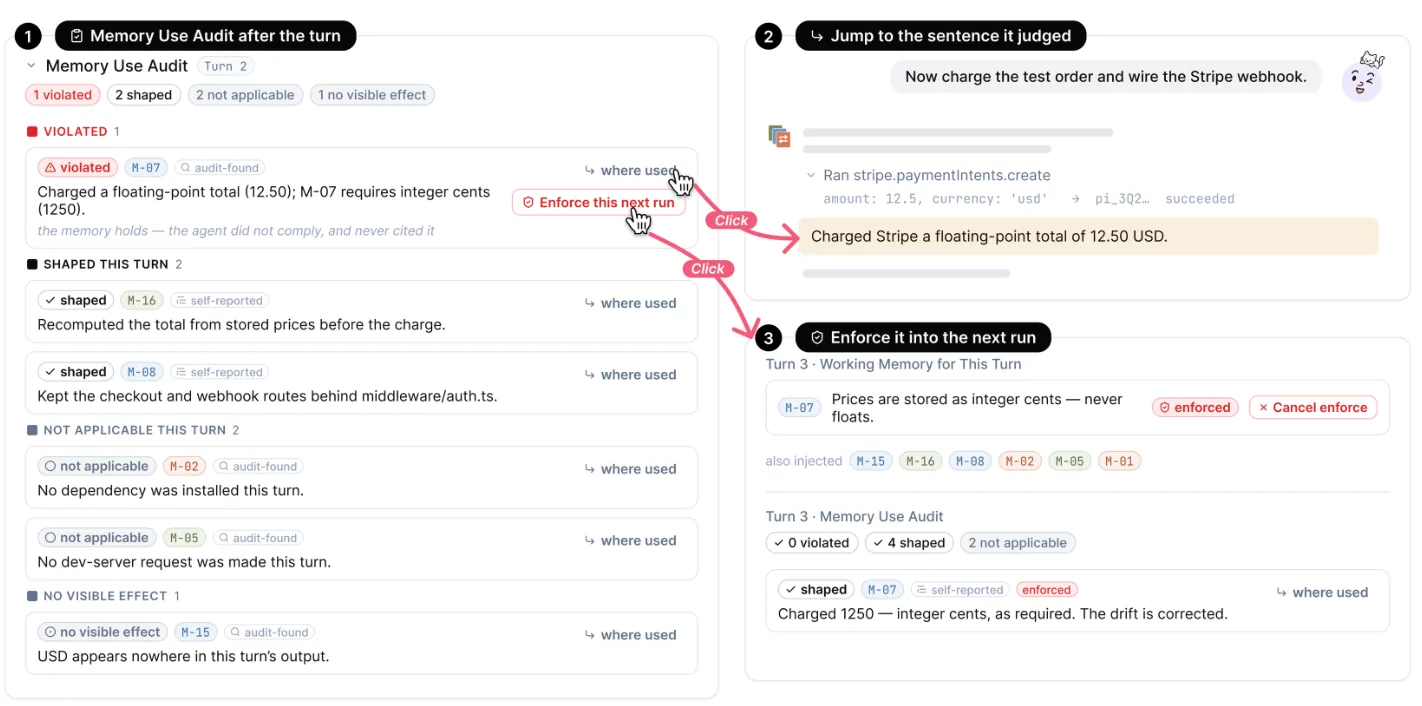 1 Memory Use Audit after the turn
Memory Use Audit Turn 2
1 violated 2 shaped 2 not applicable 1 no visible effect
VIOLATED 1
violated M-07 audit-found where used
Charged a floating-point total (12.50); M-07 requires integer cents
(1250).
Enforce this next run
the memory holds — the agent did not comply, and never cited it
SHAPED THIS TURN 2
shaped M-16 self-reported where used
Recomputed the total from stored prices before the charge.
shaped M-08 self-reported where used
Kept the checkout and webhook routes behind middleware/auth.ts.
NOT APPLICABLE THIS TURN 2
not applicable M-02 audit-found where used
No dependency was installed this turn.
not applicable M-05 audit-found where used
No dev-server request was made this turn.
NO VISIBLE EFFECT 1
no visible effect M-15 audit-found where used
USD appears nowhere in this turn’s output.
Click
Click
2 Jump to the sentence it judged
Now charge the test order and wire the Stripe webhook.
Ran stripe.paymentIntents.create
amount: 12.5, currency: 'usd' → pi_3Q2… succeeded
Charged Stripe a floating-point total of 12.50 USD.
3 Enforce it into the next run
Turn 3 · Working Memory for This Turn
M-07 Prices are stored as integer cents — never
floats.
enforced × Cancel enforce
also injected M-15 M-16 M-08 M-02 M-05 M-01
Turn 3 · Memory Use Audit
0 violated 4 shaped 2 not applicable
shaped M-07 self-reported enforced where used
Charged 1250 — integer cents, as required. The drift is corrected.